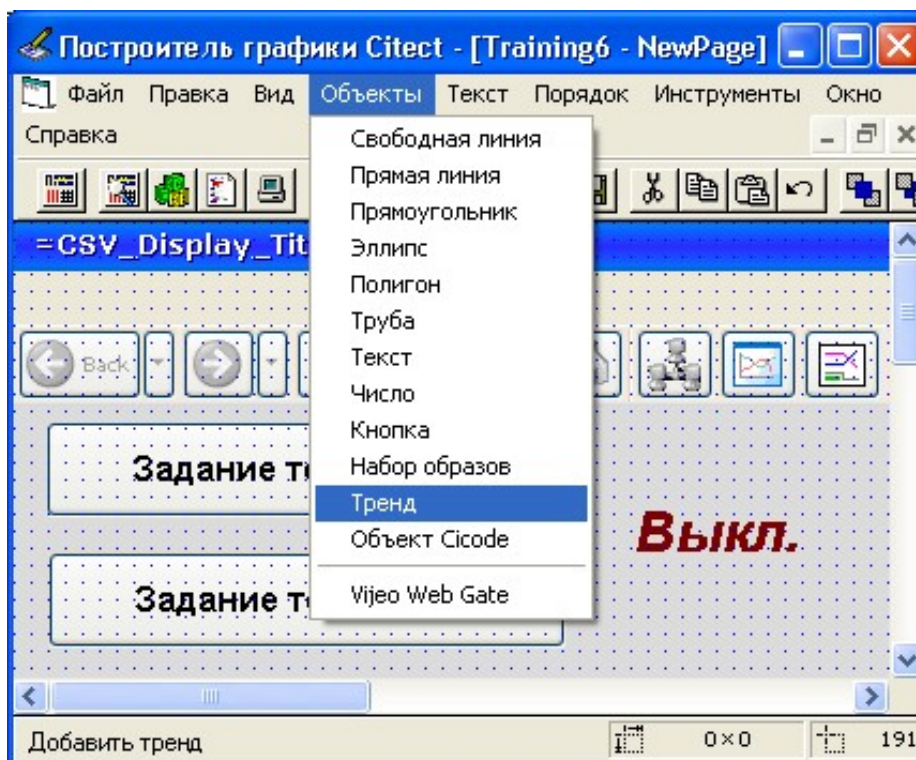 Построитель графики Citect - [Training6 - NewPage]
Файл Правка Вид Объекты Текст Порядок Инструменты Окно
Справка
Свободная линия
Прямая линия
Прямоугольник
Эллипс
Полигон
Труба
Текст
Число
Кнопка
Набор образов
Тренд
Объект Cicode
Vijeo Web Gate
=CSV_Display_Tit
Back
Задание т
Выкл.
Задание т
Добавить тренд
0×0
191